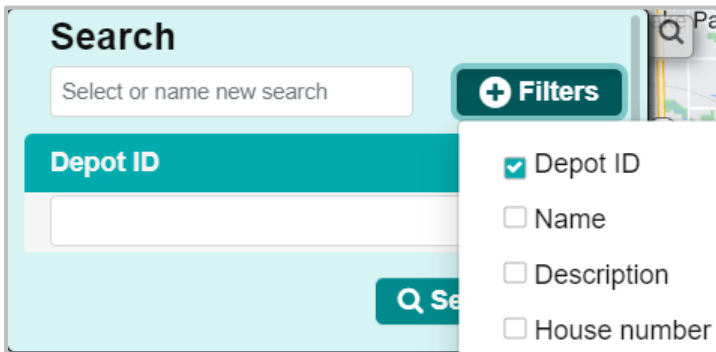 Search
Select or name new search
Filters
Depot ID
Depot ID
Name
Description
House number